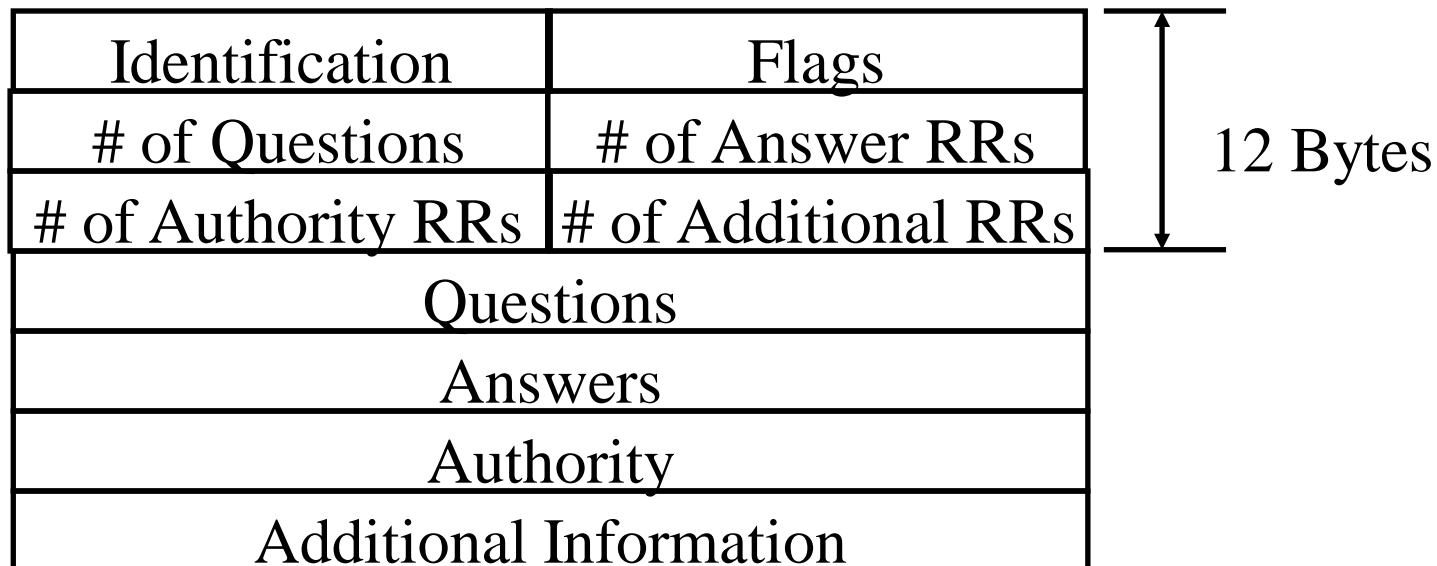 Identification Flags
# of Questions # of Answer RRs
12 Bytes
# of Authority RRs # of Additional RRs
Questions
Answers
Authority
Additional Information